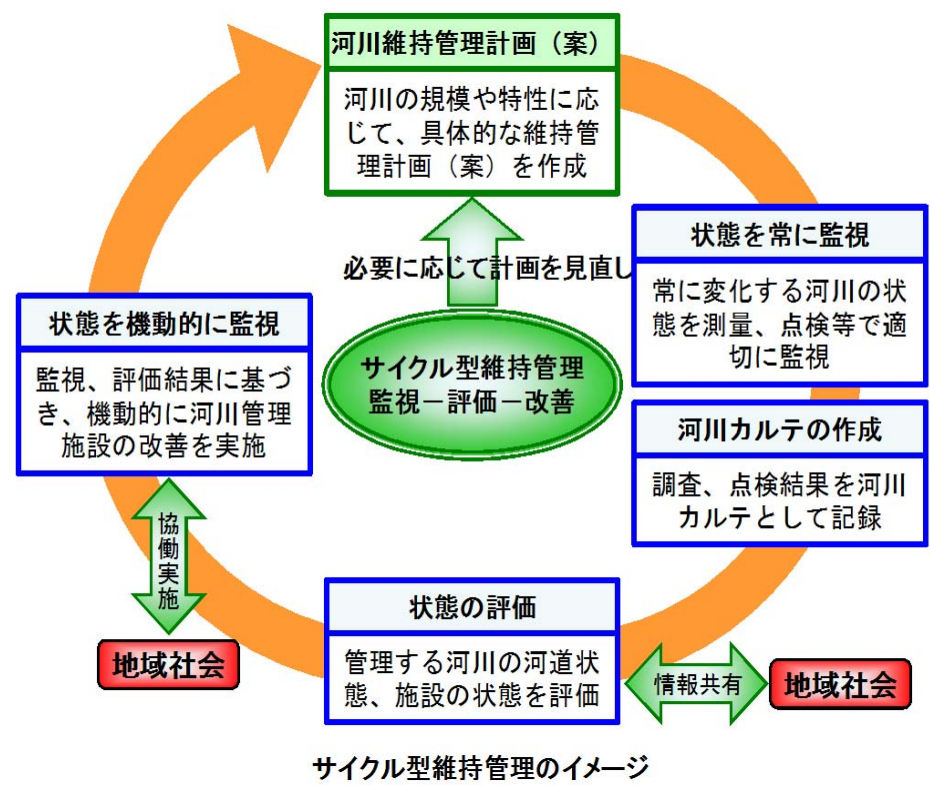 河川維持管理計画（案）
河川の規模や特性に応
じて、具体的な維持管
理計画（案）を作成
状態を常に監視
常に変化する河川の状
態を測量、点検等で適
切に監視
河川カルテの作成
調査、点検結果を河川
カルテとして記録
状態の評価
管理する河川の河道状
態、施設の状態を評価
情報共有
地域社会
状態を機動的に監視
監視、評価結果に基づ
き、機動的に河川管理
施設の改善を実施
協働実施
地域社会
必要に応じて計画を見直し
サイクル型維持管理
監視－評価－改善
サイクル型維持管理のイメージ